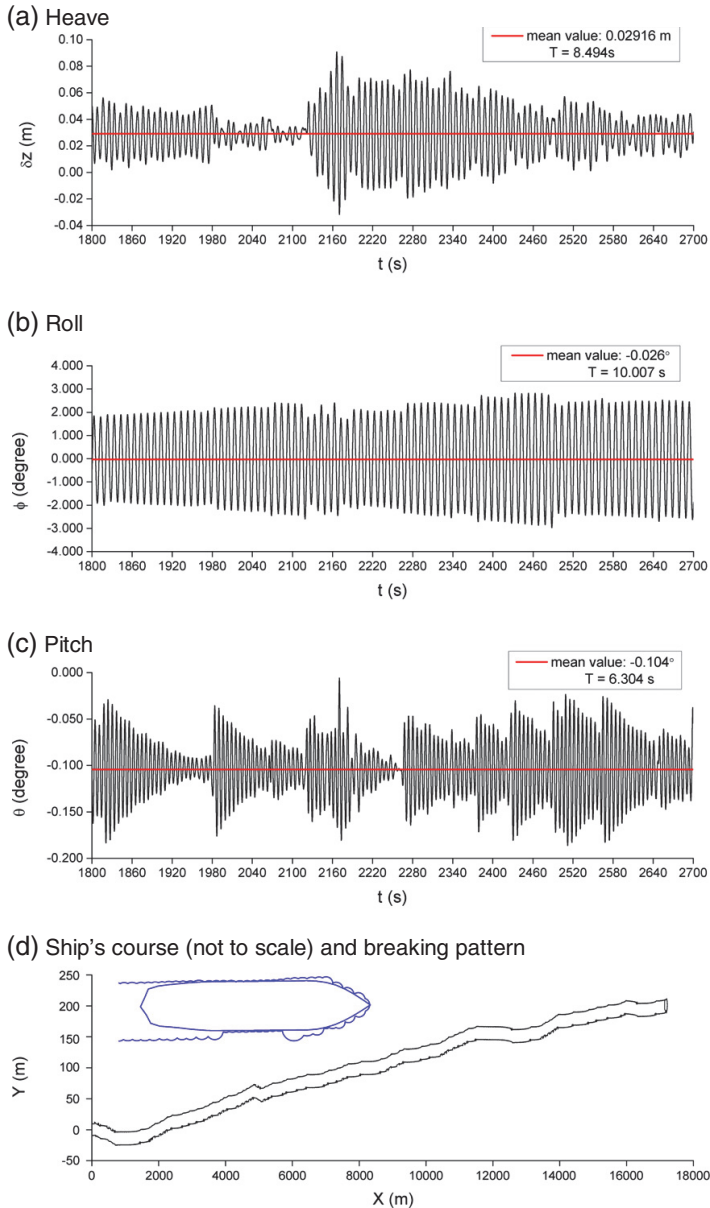 (a) Heave
mean value: 0.02916 m
T = 8.494s
0.10
0.08
0.06
0.04
0.02
0.00
-0.02
-0.04
δz (m)
1800 1860 1920 1980 2040 2100 2160 2220 2280 2340 2400 2460 2520 2580 2640 2700
t (s)
(b) Roll
mean value: -0.026°
T = 10.007 s
4.000
3.000
2.000
1.000
0.000
-1.000
-2.000
-3.000
-4.000
ϕ (degree)
1800 1860 1920 1980 2040 2100 2160 2220 2280 2340 2400 2460 2520 2580 2640 2700
t (s)
(c) Pitch
mean value: -0.104°
T = 6.304 s
0.000
-0.050
-0.100
-0.150
-0.200
θ (degree)
1800 1860 1920 1980 2040 2100 2160 2220 2280 2340 2400 2460 2520 2580 2640 2700
t (s)
(d) Ship's course (not to scale) and breaking pattern
250
200
150
100
50
0
-50
Y (m)
0 2000 4000 6000 8000 10000 12000 14000 16000 18000
X (m)